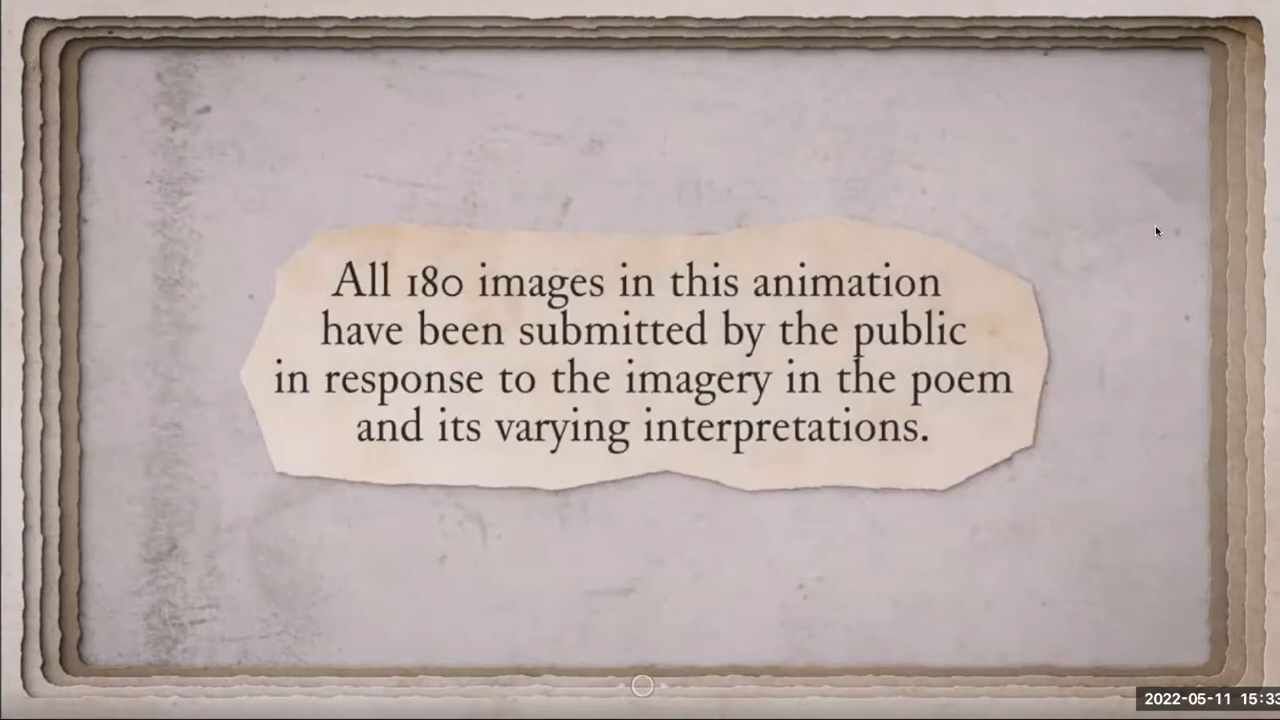 All 180 images in this animation
have been submitted by the public
in response to the imagery in the poem
and its varying interpretations.
2022-05-11 15:33